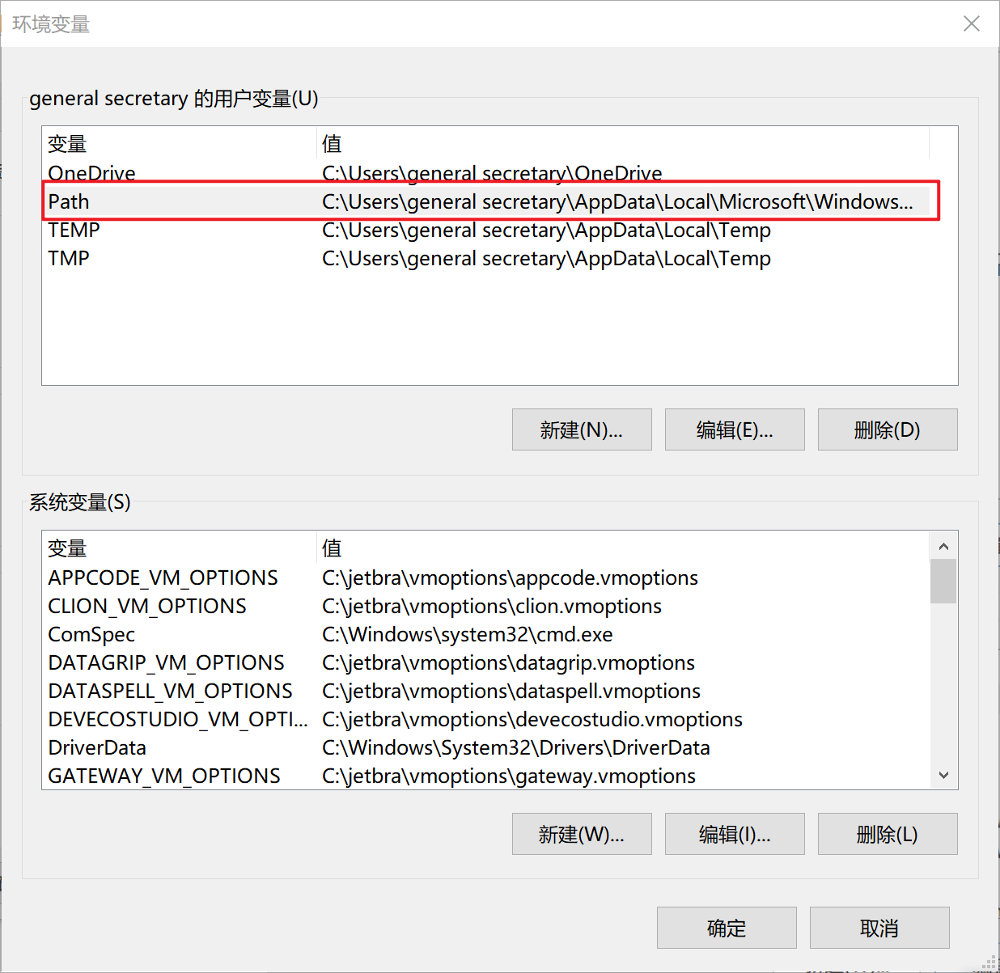 环境变量
general secretary 的用户变量(U)
变量 值
OneDrive C:\Users\general secretary\OneDrive
Path C:\Users\general secretary\AppData\Local\Microsoft\Windows...
TEMP C:\Users\general secretary\AppData\Local\Temp
TMP C:\Users\general secretary\AppData\Local\Temp
新建(N)... 编辑(E)... 删除(D)
系统变量(S)
变量 值
APPCODE_VM_OPTIONS C:\jetbra\vmoptions\appcode.vmoptions
CLION_VM_OPTIONS C:\jetbra\vmoptions\clion.vmoptions
ComSpec C:\Windows\system32\cmd.exe
DATAGRIP_VM_OPTIONS C:\jetbra\vmoptions\datagrip.vmoptions
DATASPELL_VM_OPTIONS C:\jetbra\vmoptions\dataspell.vmoptions
DEVECOSTUDIO_VM_OPTI... C:\jetbra\vmoptions\devecostudio.vmoptions
DriverData C:\Windows\System32\Drivers\DriverData
GATEWAY_VM_OPTIONS C:\jetbra\vmoptions\gateway.vmoptions
新建(W)... 编辑(I)... 删除(L)
确定 取消